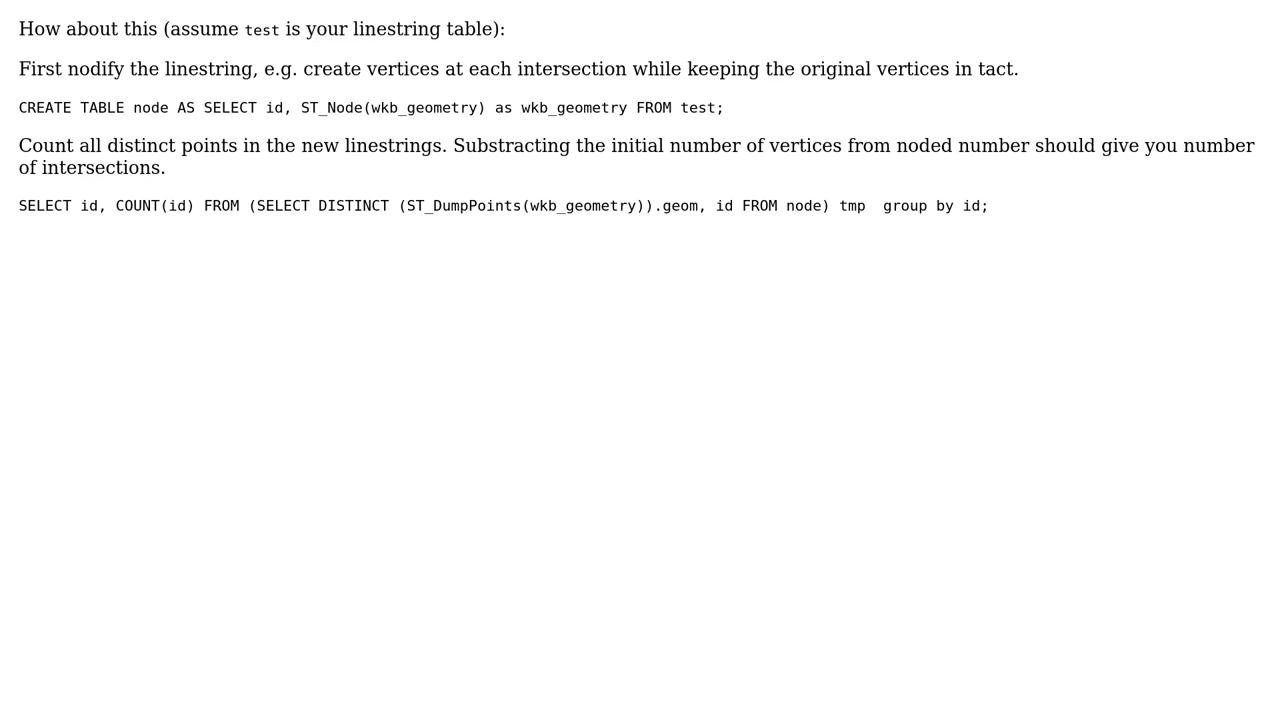 How about this (assume test is your linestring table):
First nodify the linestring, e.g. create vertices at each intersection while keeping the original vertices in tact.
CREATE TABLE node AS SELECT id, ST_Node(wkb_geometry) as wkb_geometry FROM test;
Count all distinct points in the new linestrings. Substracting the initial number of vertices from noded number should give you number
of intersections.
SELECT id, COUNT(id) FROM (SELECT DISTINCT (ST_DumpPoints(wkb_geometry)).geom, id FROM node) tmp  group by id;